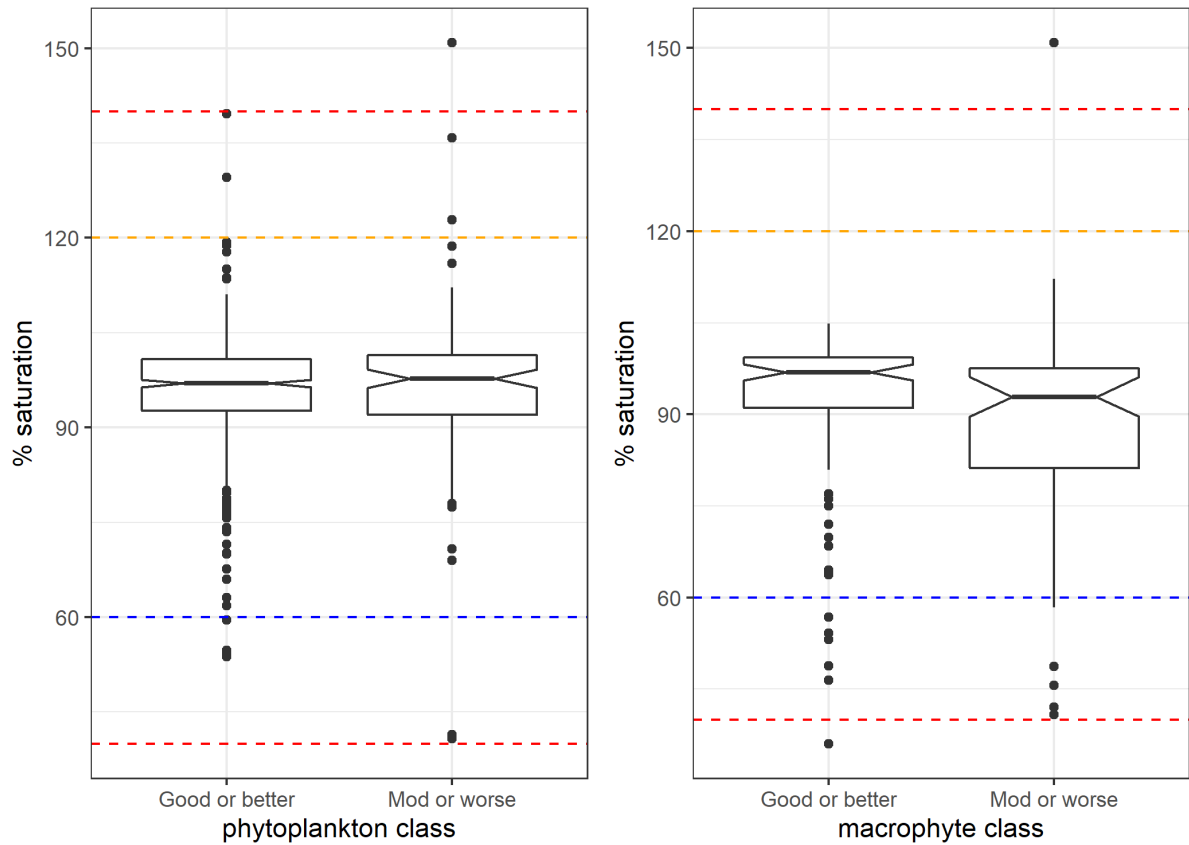 % saturation
150
120
90
60
Good or better
Mod or worse
phytoplankton class
% saturation
150
120
90
60
Good or better
Mod or worse
macrophyte class